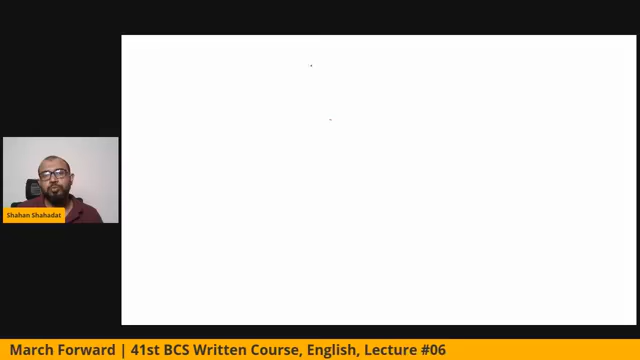 Shahan Shahadat
March Forward | 41st BCS Written Course, English, Lecture #06